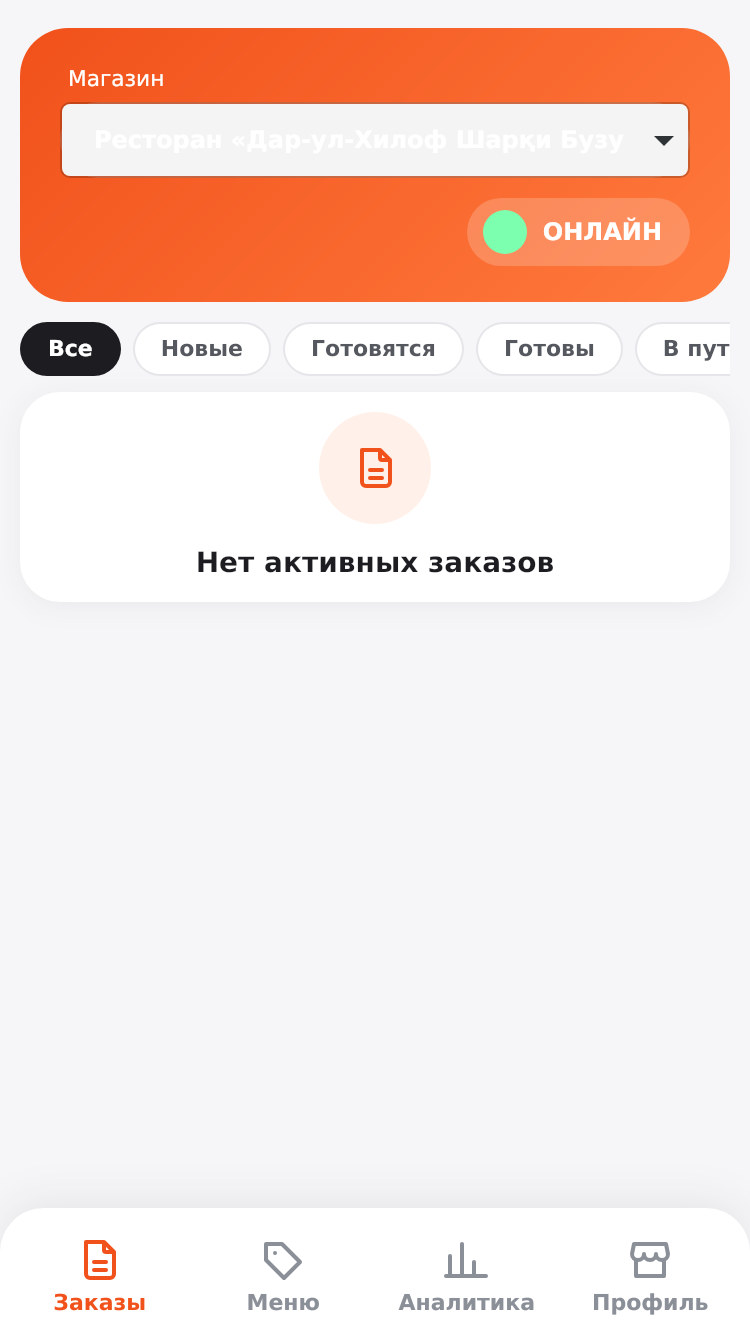 Магазин
Ресторан «Дар-ул-Хилоф Шарқи Бузу
ОНЛАЙН
Все
Новые
Готовятся
Готовы
В пут
Нет активных заказов
Заказы
Меню
Аналитика
Профиль